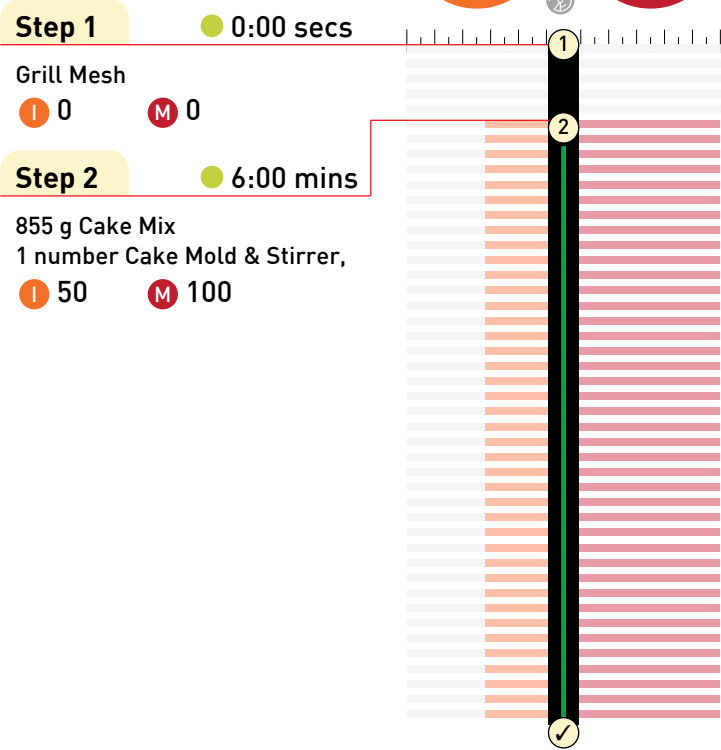 Step 1
0:00 secs
Grill Mesh
I 0
M 0
Step 2
6:00 mins
855 g Cake Mix
1 number Cake Mold & Stirrer,
I 50
M 100
1
2
✓